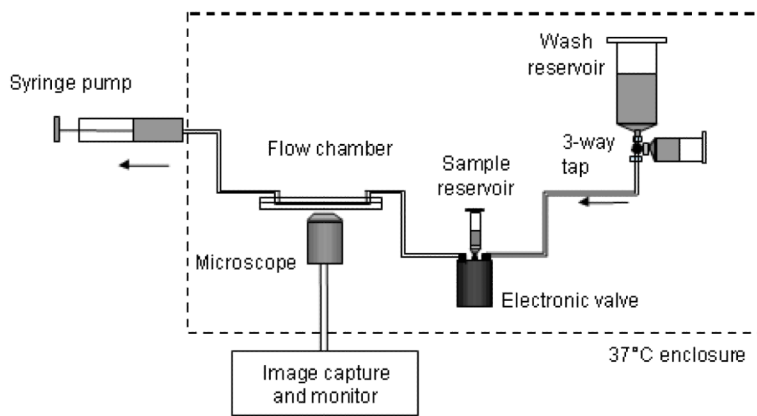 Wash
reservoir
Syringe pump
3-way
tap
Flow chamber
Sample
reservoir
Microscope
Electronic valve
37°C enclosure
Image capture
and monitor